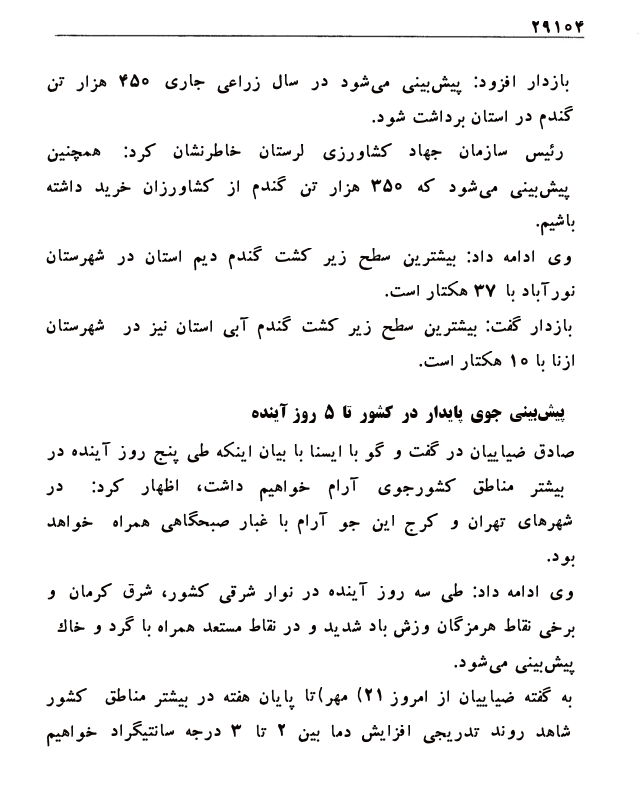 ۲۹۱۰۴
بازدار افزود: پیش‌بینی می‌شود در سال زراعی جاری ۴۵۰ هزار تن
گندم در استان برداشت شود.
رئیس سازمان جهاد کشاورزی لرستان خاطرنشان کرد: همچنین
پیش‌بینی می‌شود که ۳۵۰ هزار تن گندم از کشاورزان خرید داشته
باشیم.
وی ادامه داد: بیشترین سطح زیر کشت گندم دیم استان در شهرستان
نورآباد با ۳۷ هکتار است.
بازدار گفت: بیشترین سطح زیر کشت گندم آبی استان نیز در شهرستان
ازنا با ۱۰ هکتار است.
پیش‌بینی جوی پایدار در کشور تا ۵ روز آینده
صادق ضیاییان در گفت و گو با ایسنا با بیان اینکه طی پنج روز آینده در
بیشتر مناطق کشورجوی آرام خواهیم داشت، اظهار کرد: در
شهرهای تهران و کرج این جو آرام با غبار صبحگاهی همراه خواهد
بود.
وی ادامه داد: طی سه روز آینده در نوار شرقی کشور، شرق کرمان و
برخی نقاط هرمزگان وزش باد شدید و در نقاط مستعد همراه با گرد و خاك
پیش‌بینی می‌شود.
به گفته ضیاییان از امروز ۲۱) مهر)تا پایان هفته در بیشتر مناطق کشور
شاهد روند تدریجی افزایش دما بین ۲ تا ۳ درجه سانتیگراد خواهیم